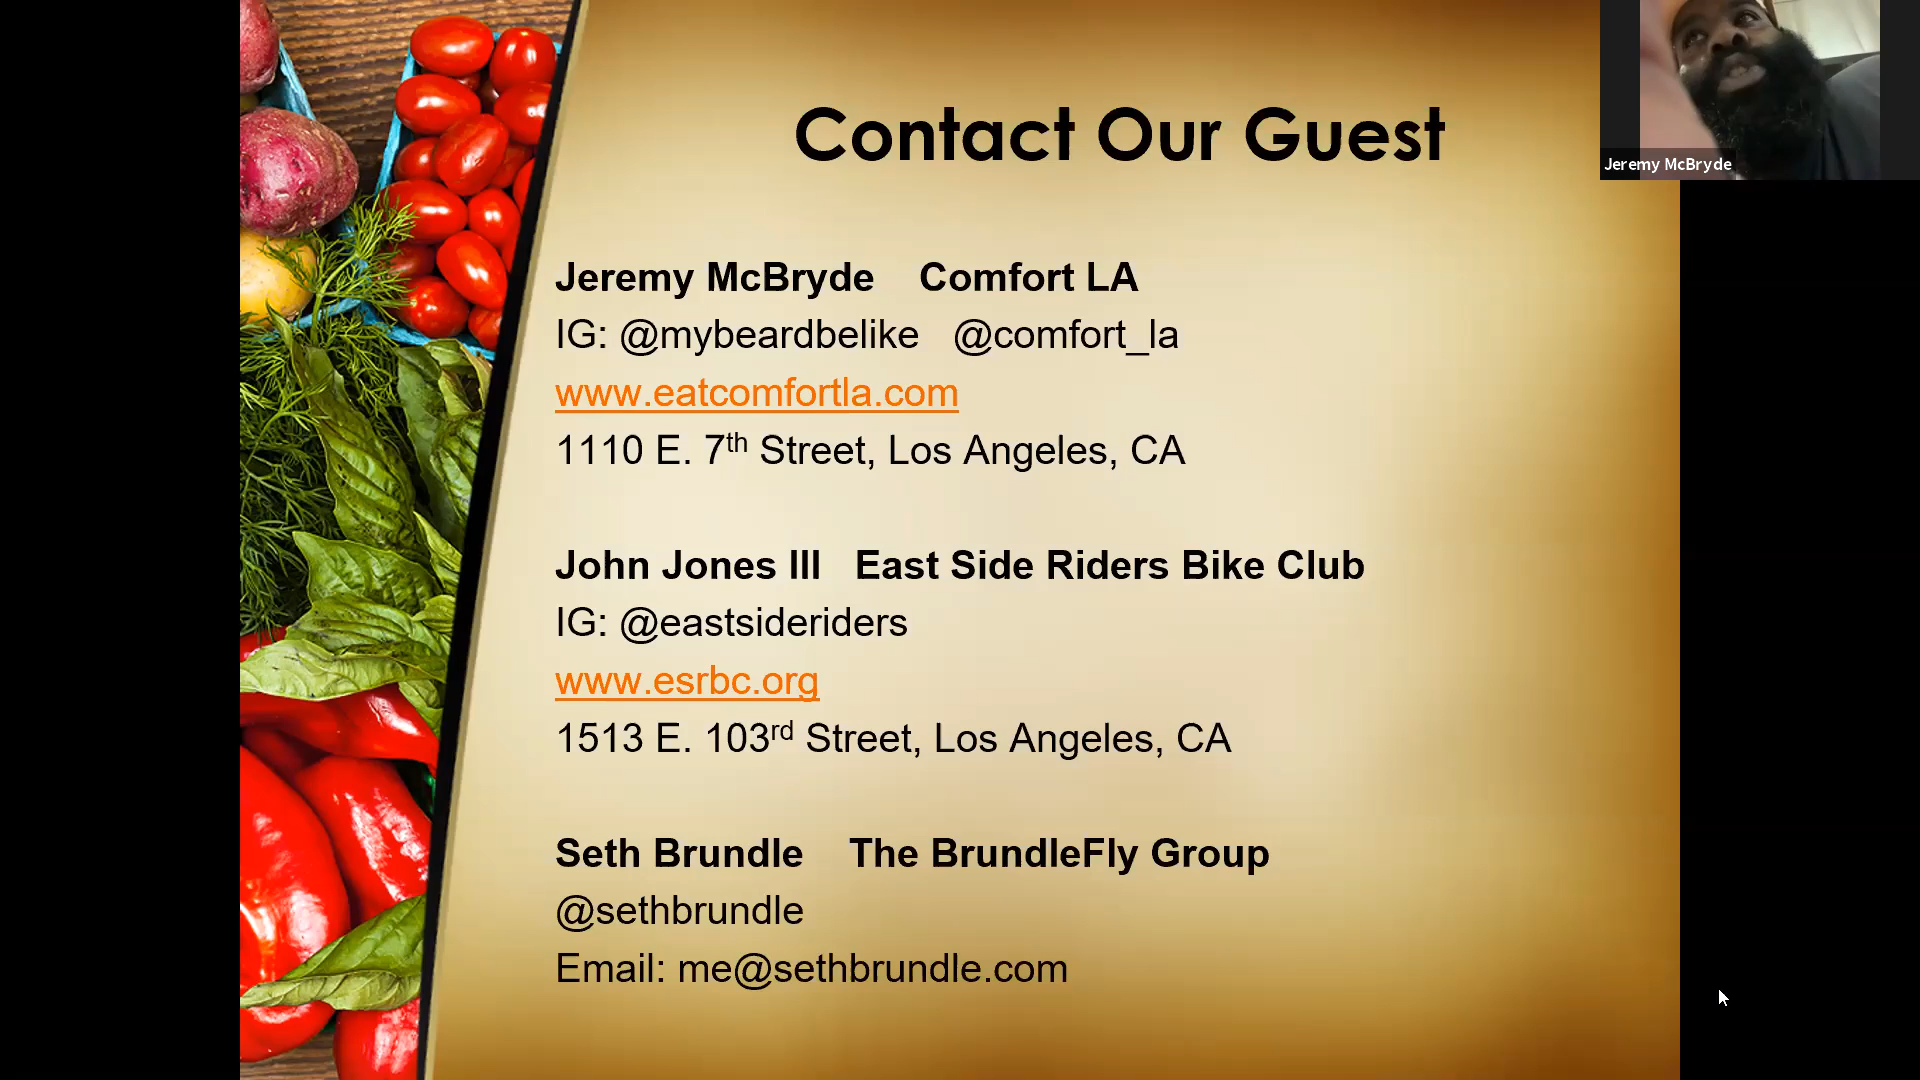 Contact Our Guest
Jeremy McBryde
Jeremy McBryde Comfort LA
IG: @mybeardbelike @comfort_la
www.eatcomfortla.com
1110 E. 7th Street, Los Angeles, CA
John Jones III East Side Riders Bike Club
IG: @eastsideriders
www.esrbc.org
1513 E. 103rd Street, Los Angeles, CA
Seth Brundle The BrundleFly Group
@sethbrundle
Email: me@sethbrundle.com